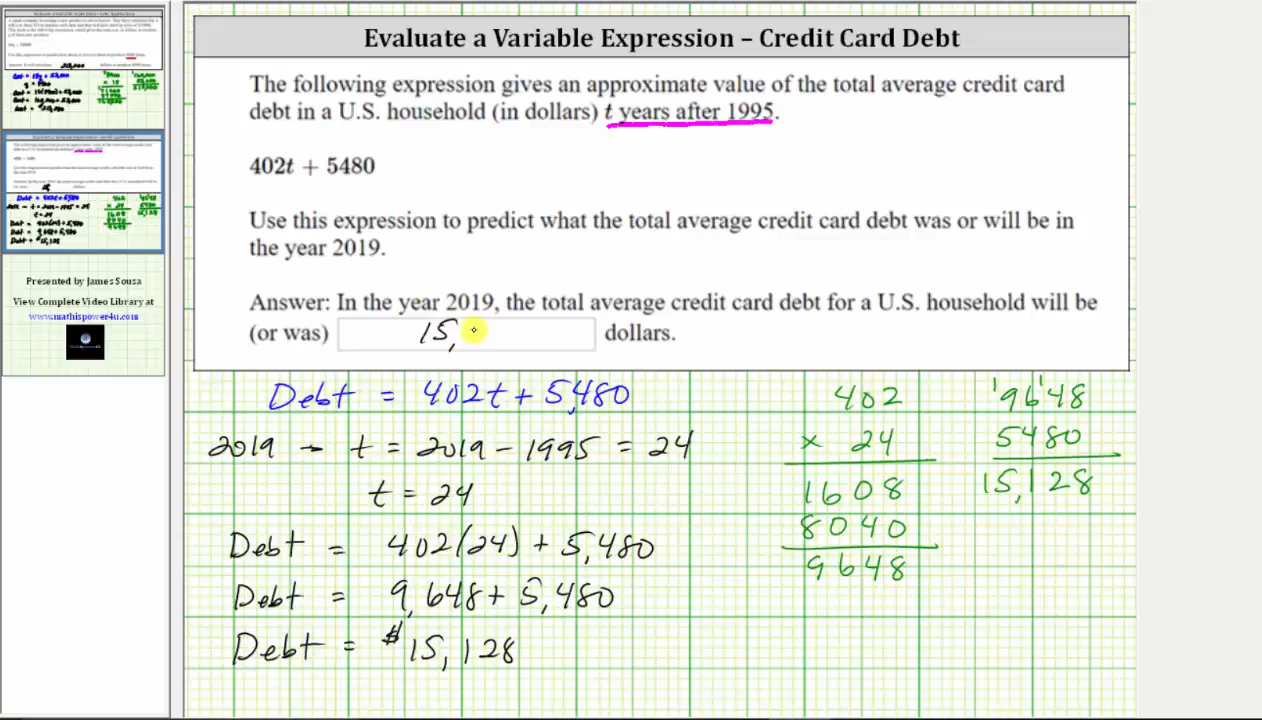 Evaluate a Variable Expression – Credit Card Debt
The following expression gives an approximate value of the total average credit card
debt in a U.S. household (in dollars) t years after 1995.
402t + 5480
Use this expression to predict what the total average credit card debt was or will be in
the year 2019.
Answer: In the year 2019, the total average credit card debt for a U.S. household will be
(or was) 15, dollars.
Debt = 402t + 5,480
2019 → t = 2019 - 1995 = 24
t = 24
Debt = 402(24) + 5,480
Debt = 9,648 + 5,480
Debt = $15,128
402
× 24
1608
8040
9648
1 1
9648
5480
15,128
Presented by James Sousa
View Complete Video Library at
www.mathispower4u.com